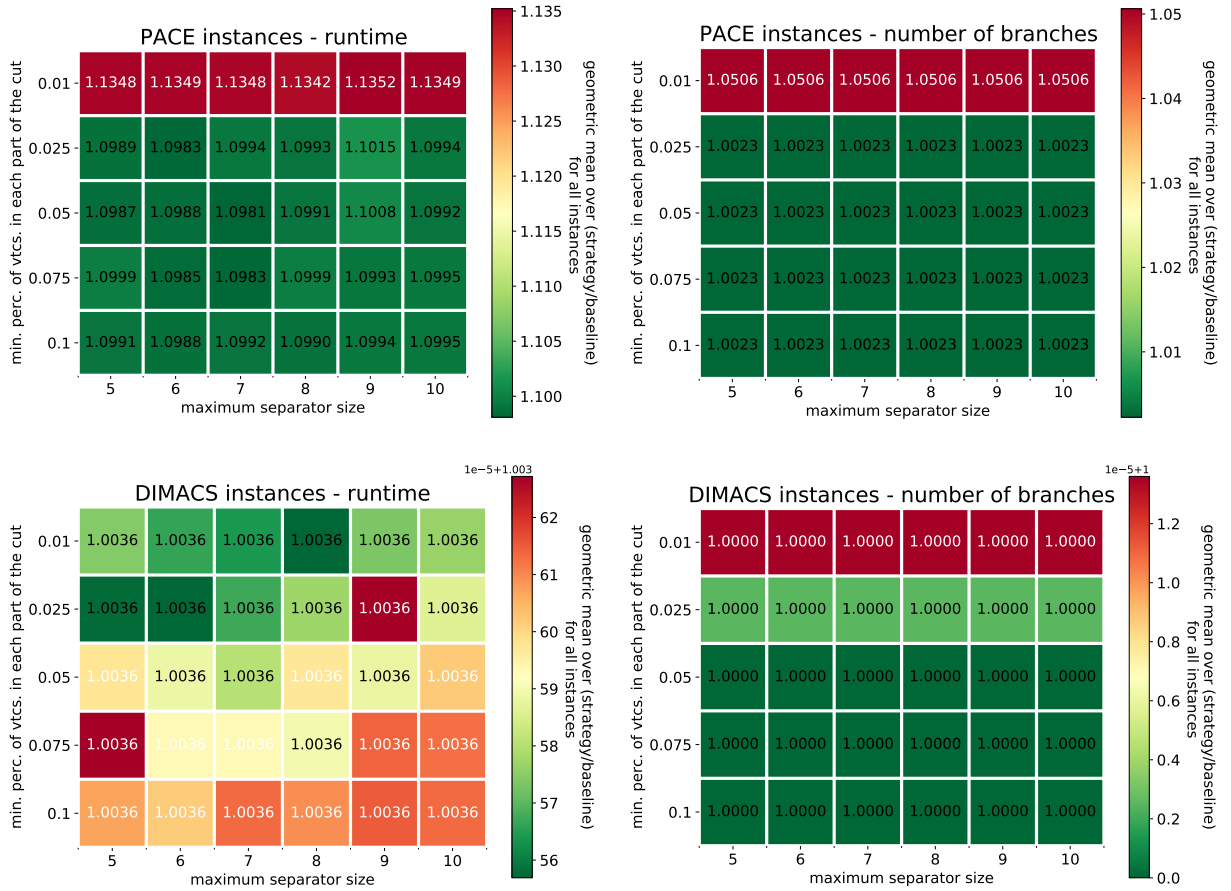 PACE instances - runtime
min. perc. of vtcs. in each part of the cut
0.01 1.1348 1.1349 1.1348 1.1342 1.1352 1.1349
0.025 1.0989 1.0983 1.0994 1.0993 1.1015 1.0994
0.05 1.0987 1.0988 1.0981 1.0991 1.1008 1.0992
0.075 1.0999 1.0985 1.0983 1.0999 1.0993 1.0995
0.1 1.0991 1.0988 1.0992 1.0990 1.0994 1.0995
5 6 7 8 9 10
maximum separator size
1.135
1.130
1.125
1.120
1.115
1.110
1.105
1.100
geometric mean over (strategy/baseline)
for all instances
PACE instances - number of branches
min. perc. of vtcs. in each part of the cut
0.01 1.0506 1.0506 1.0506 1.0506 1.0506 1.0506
0.025 1.0023 1.0023 1.0023 1.0023 1.0023 1.0023
0.05 1.0023 1.0023 1.0023 1.0023 1.0023 1.0023
0.075 1.0023 1.0023 1.0023 1.0023 1.0023 1.0023
0.1 1.0023 1.0023 1.0023 1.0023 1.0023 1.0023
5 6 7 8 9 10
maximum separator size
1.05
1.04
1.03
1.02
1.01
geometric mean over (strategy/baseline)
for all instances
DIMACS instances - runtime
min. perc. of vtcs. in each part of the cut
0.01 1.0036 1.0036 1.0036 1.0036 1.0036 1.0036
0.025 1.0036 1.0036 1.0036 1.0036 1.0036 1.0036
0.05 1.0036 1.0036 1.0036 1.0036 1.0036 1.0036
0.075 1.0036 1.0036 1.0036 1.0036 1.0036 1.0036
0.1 1.0036 1.0036 1.0036 1.0036 1.0036 1.0036
5 6 7 8 9 10
maximum separator size
1e-5+1.003
62
61
60
59
58
57
56
geometric mean over (strategy/baseline)
for all instances
DIMACS instances - number of branches
min. perc. of vtcs. in each part of the cut
0.01 1.0000 1.0000 1.0000 1.0000 1.0000 1.0000
0.025 1.0000 1.0000 1.0000 1.0000 1.0000 1.0000
0.05 1.0000 1.0000 1.0000 1.0000 1.0000 1.0000
0.075 1.0000 1.0000 1.0000 1.0000 1.0000 1.0000
0.1 1.0000 1.0000 1.0000 1.0000 1.0000 1.0000
5 6 7 8 9 10
maximum separator size
1e-5+1
1.2
1.0
0.8
0.6
0.4
0.2
0.0
geometric mean over (strategy/baseline)
for all instances